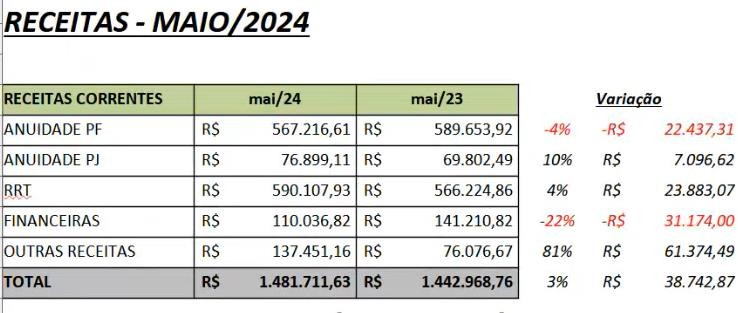 RECEITAS - MAIO/2024
RECEITAS CORRENTES mai/24 mai/23 Variação
ANUIDADE PF R$ 567.216,61 R$ 589.653,92 -4% -R$ 22.437,31
ANUIDADE PJ R$ 76.899,11 R$ 69.802,49 10% R$ 7.096,62
RRT R$ 590.107,93 R$ 566.224,86 4% R$ 23.883,07
FINANCEIRAS R$ 110.036,82 R$ 141.210,82 -22% -R$ 31.174,00
OUTRAS RECEITAS R$ 137.451,16 R$ 76.076,67 81% R$ 61.374,49
TOTAL R$ 1.481.711,63 R$ 1.442.968,76 3% R$ 38.742,87